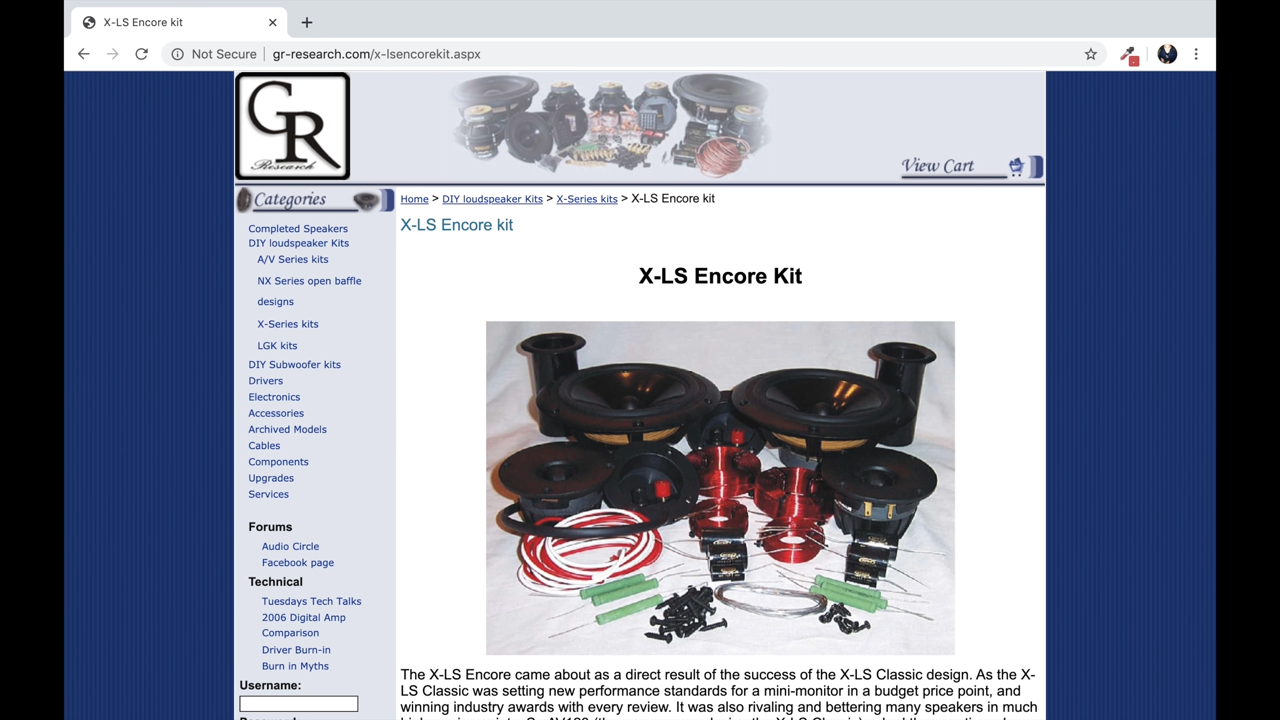 X-LS Encore kit
Not Secure
gr-research.com/x-lsencorekit.aspx
GR
Research
View Cart
Categories
Home > DIY loudspeaker Kits > X-Series kits > X-LS Encore kit
X-LS Encore kit
Completed Speakers
DIY loudspeaker Kits
A/V Series kits
NX Series open baffle
designs
X-Series kits
LGK kits
DIY Subwoofer kits
Drivers
Electronics
Accessories
Archived Models
Cables
Components
Upgrades
Services
Forums
Audio Circle
Facebook page
Technical
Tuesdays Tech Talks
2006 Digital Amp
Comparison
Driver Burn-in
Burn in Myths
Username:
X-LS Encore Kit
The X-LS Encore came about as a direct result of the success of the X-LS Classic design. As the X-
LS Classic was setting new performance standards for a mini-monitor in a budget price point, and
winning industry awards with every review. It was also rivaling and bettering many speakers in much